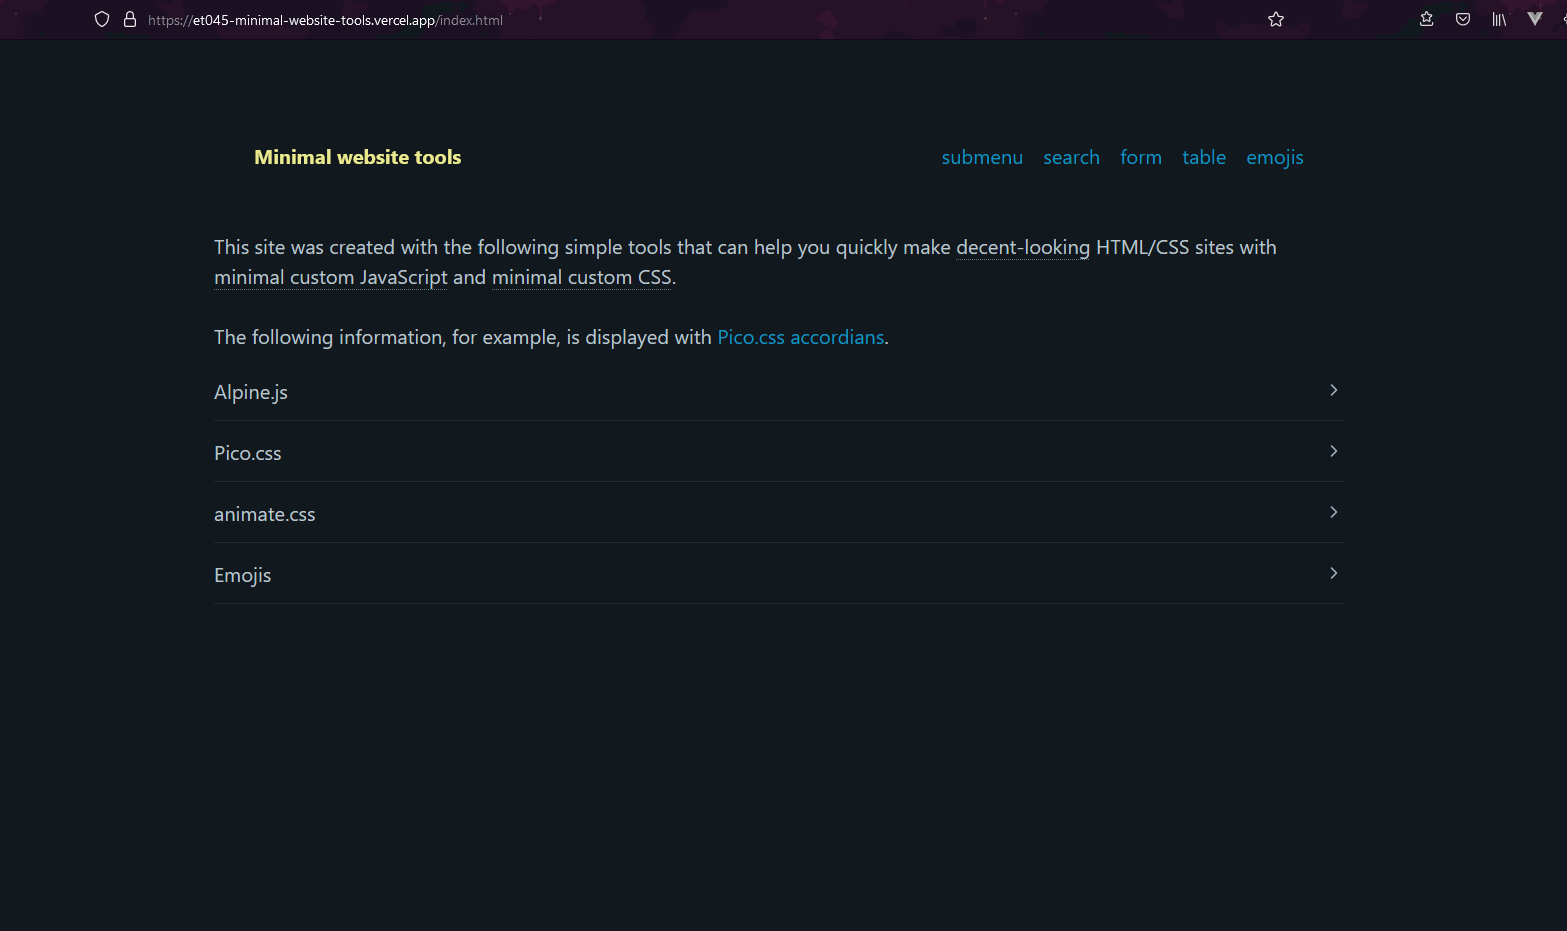 https://et045-minimal-website-tools.vercel.app/index.html
Minimal website tools submenu search form table emojis
This site was created with the following simple tools that can help you quickly make decent-looking HTML/CSS sites with
minimal custom JavaScript and minimal custom CSS.
The following information, for example, is displayed with Pico.css accordians.
Alpine.js
Pico.css
animate.css
Emojis